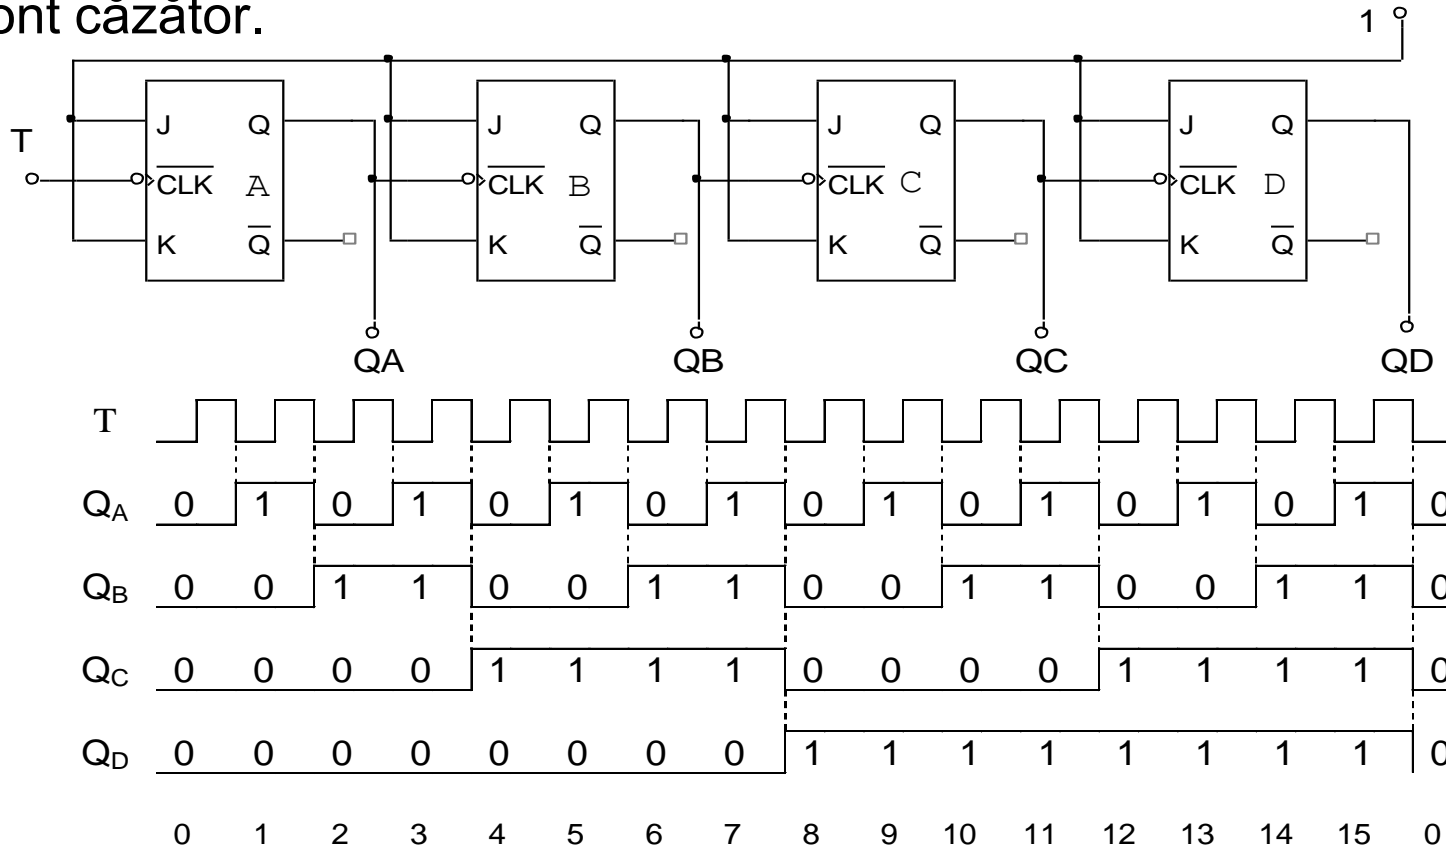 ont căzător.
1
T
J Q J Q J Q J Q
CLK A CLK B CLK C CLK D
K Q K Q K Q K Q
QA QB QC QD
T
QA 0 1 0 1 0 1 0 1 0 1 0 1 0 1 0 1 0
QB 0 0 1 1 0 0 1 1 0 0 1 1 0 0 1 1 0
QC 0 0 0 0 1 1 1 1 0 0 0 0 1 1 1 1 0
QD 0 0 0 0 0 0 0 0 1 1 1 1 1 1 1 1 0
0 1 2 3 4 5 6 7 8 9 10 11 12 13 14 15 0